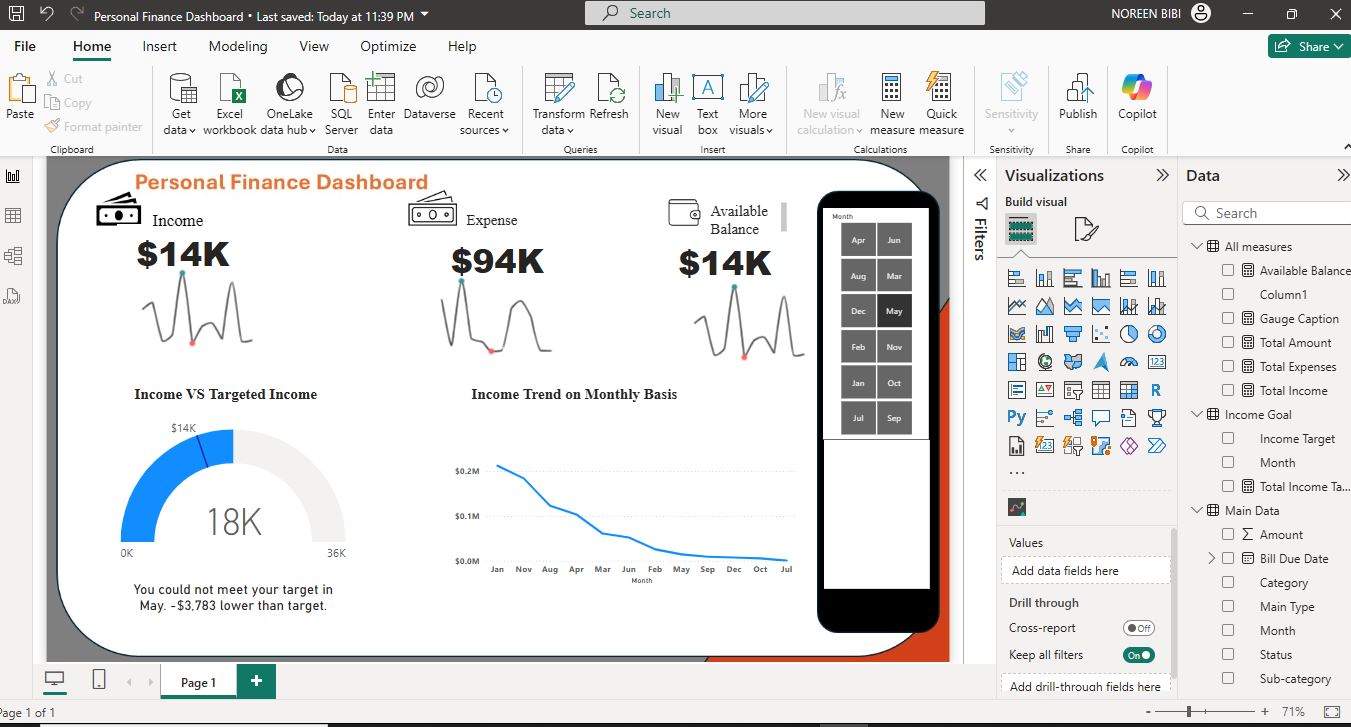 Personal Finance Dashboard • Last saved: Today at 11:39 PM
Search
NOREEN BIBI
File Home Insert Modeling View Optimize Help
Share
Paste
Cut
Copy
Format painter
Get data
Excel workbook
OneLake data hub
SQL Server
Enter data
Dataverse
Recent sources
Transform data
Refresh
New visual
Text box
More visuals
New visual calculation
New measure
Quick measure
Sensitivity
Publish
Copilot
Clipboard
Data
Queries
Insert
Calculations
Sensitivity
Share
Copilot
Personal Finance Dashboard
Income
$14K
Expense
$94K
Available
Balance
$14K
Month
Apr Jun
Aug Mar
Dec May
Feb Nov
Jan Oct
Jul Sep
Income VS Targeted Income
$14K
18K
0K 36K
You could not meet your target in
May. -$3,783 lower than target.
Income Trend on Monthly Basis
$0.2M
$0.1M
$0.0M
Jan Nov Aug Apr Mar Jun Feb May Sep Dec Oct Jul
Month
Filters
Visualizations
Build visual
123
R
Py
123
...
Values
Add data fields here
Drill through
Cross-report Off
Keep all filters On
Add drill-through fields here
Data
Search
All measures
Available Balance
Column1
Gauge Caption
Total Amount
Total Expenses
Total Income
Income Goal
Income Target
Month
Total Income Ta...
Main Data
Amount
Bill Due Date
Category
Main Type
Month
Status
Sub-category
Page 1
+
Page 1 of 1
- + 71%